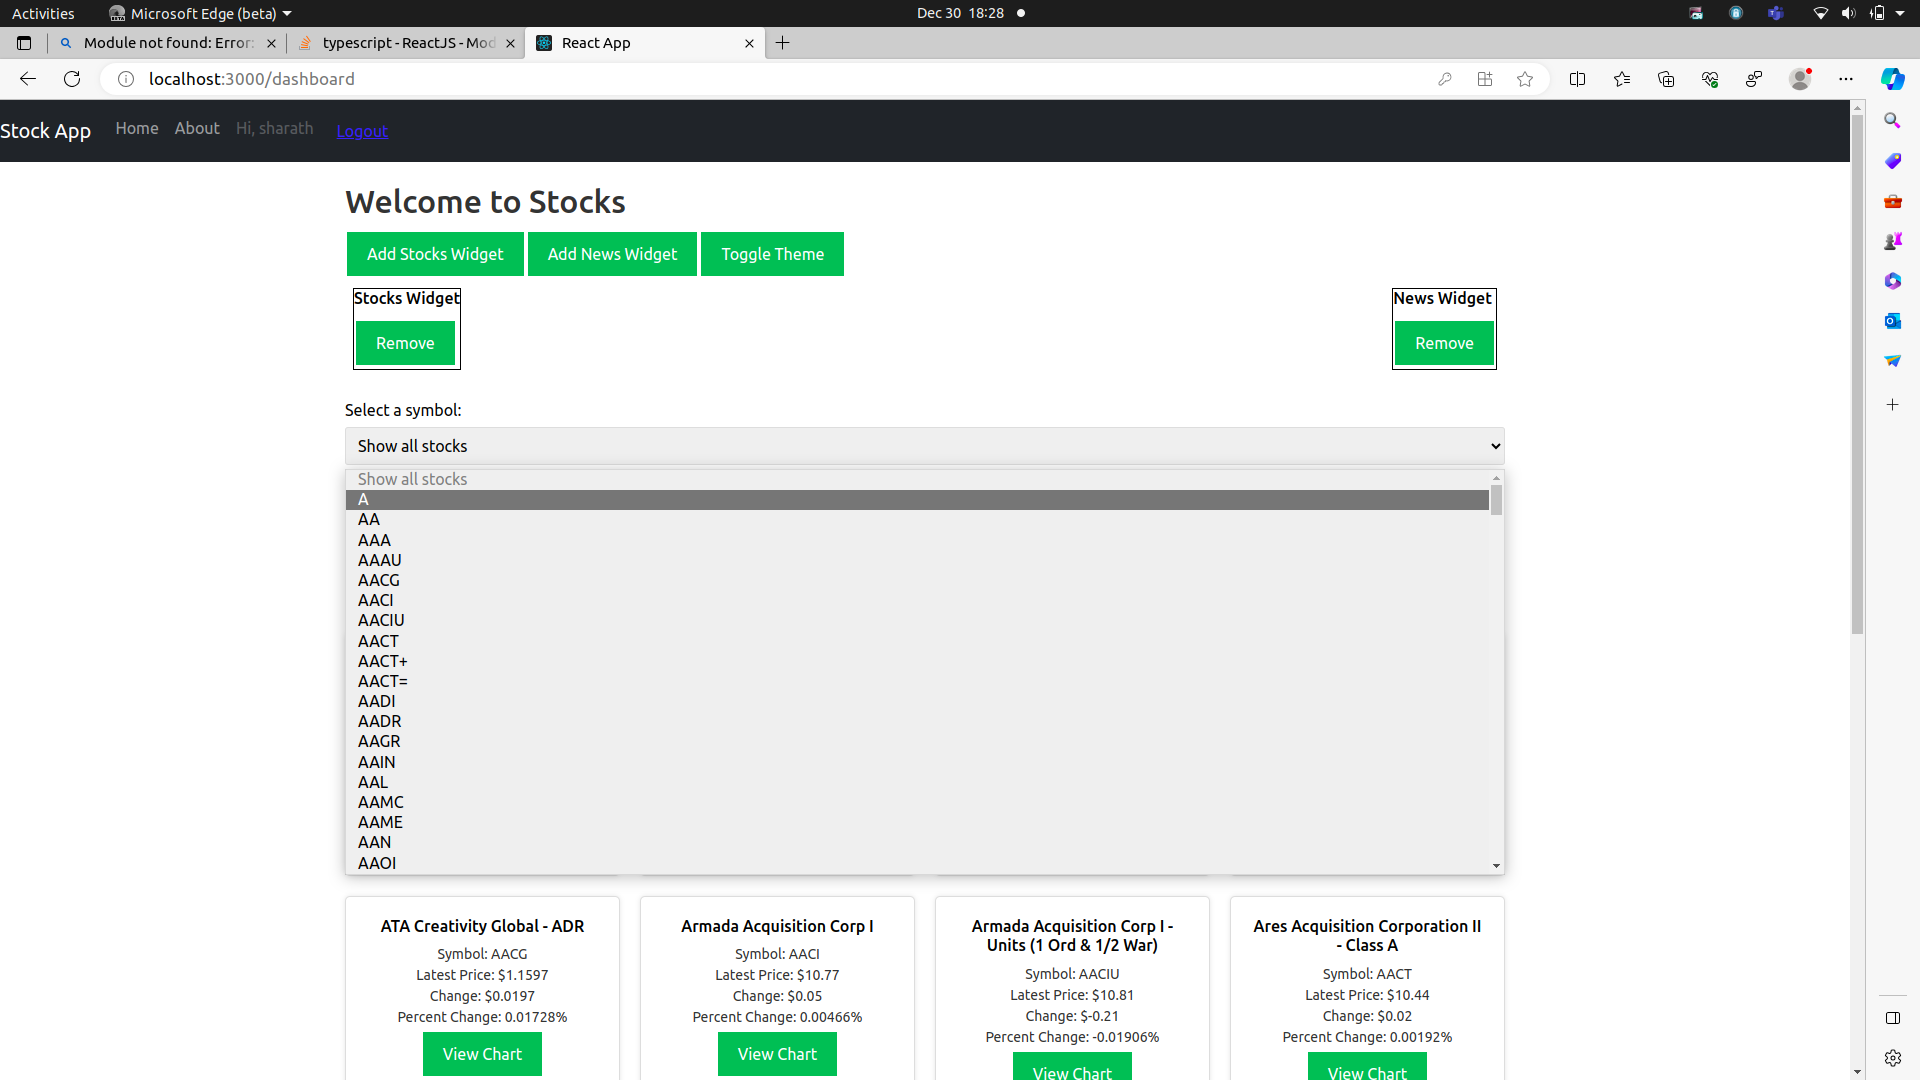 Activities
Microsoft Edge (beta)
Dec 30 18:28
Module not found: Error:
typescript - ReactJS - Mod
React App
localhost:3000/dashboard
Stock App
Home
About
Hi, sharath
Logout
Welcome to Stocks
Add Stocks Widget
Add News Widget
Toggle Theme
Stocks Widget
Remove
News Widget
Remove
Select a symbol:
Show all stocks
Show all stocks
A
AA
AAA
AAAU
AACG
AACI
AACIU
AACT
AACT+
AACT=
AADI
AADR
AAGR
AAIN
AAL
AAMC
AAME
AAN
AAOI
ATA Creativity Global - ADR
Symbol: AACG
Latest Price: $1.1597
Change: $0.0197
Percent Change: 0.01728%
View Chart
Armada Acquisition Corp I
Symbol: AACI
Latest Price: $10.77
Change: $0.05
Percent Change: 0.00466%
View Chart
Armada Acquisition Corp I -
Units (1 Ord & 1/2 War)
Symbol: AACIU
Latest Price: $10.81
Change: $-0.21
Percent Change: -0.01906%
View Chart
Ares Acquisition Corporation II
- Class A
Symbol: AACT
Latest Price: $10.44
Change: $0.02
Percent Change: 0.00192%
View Chart